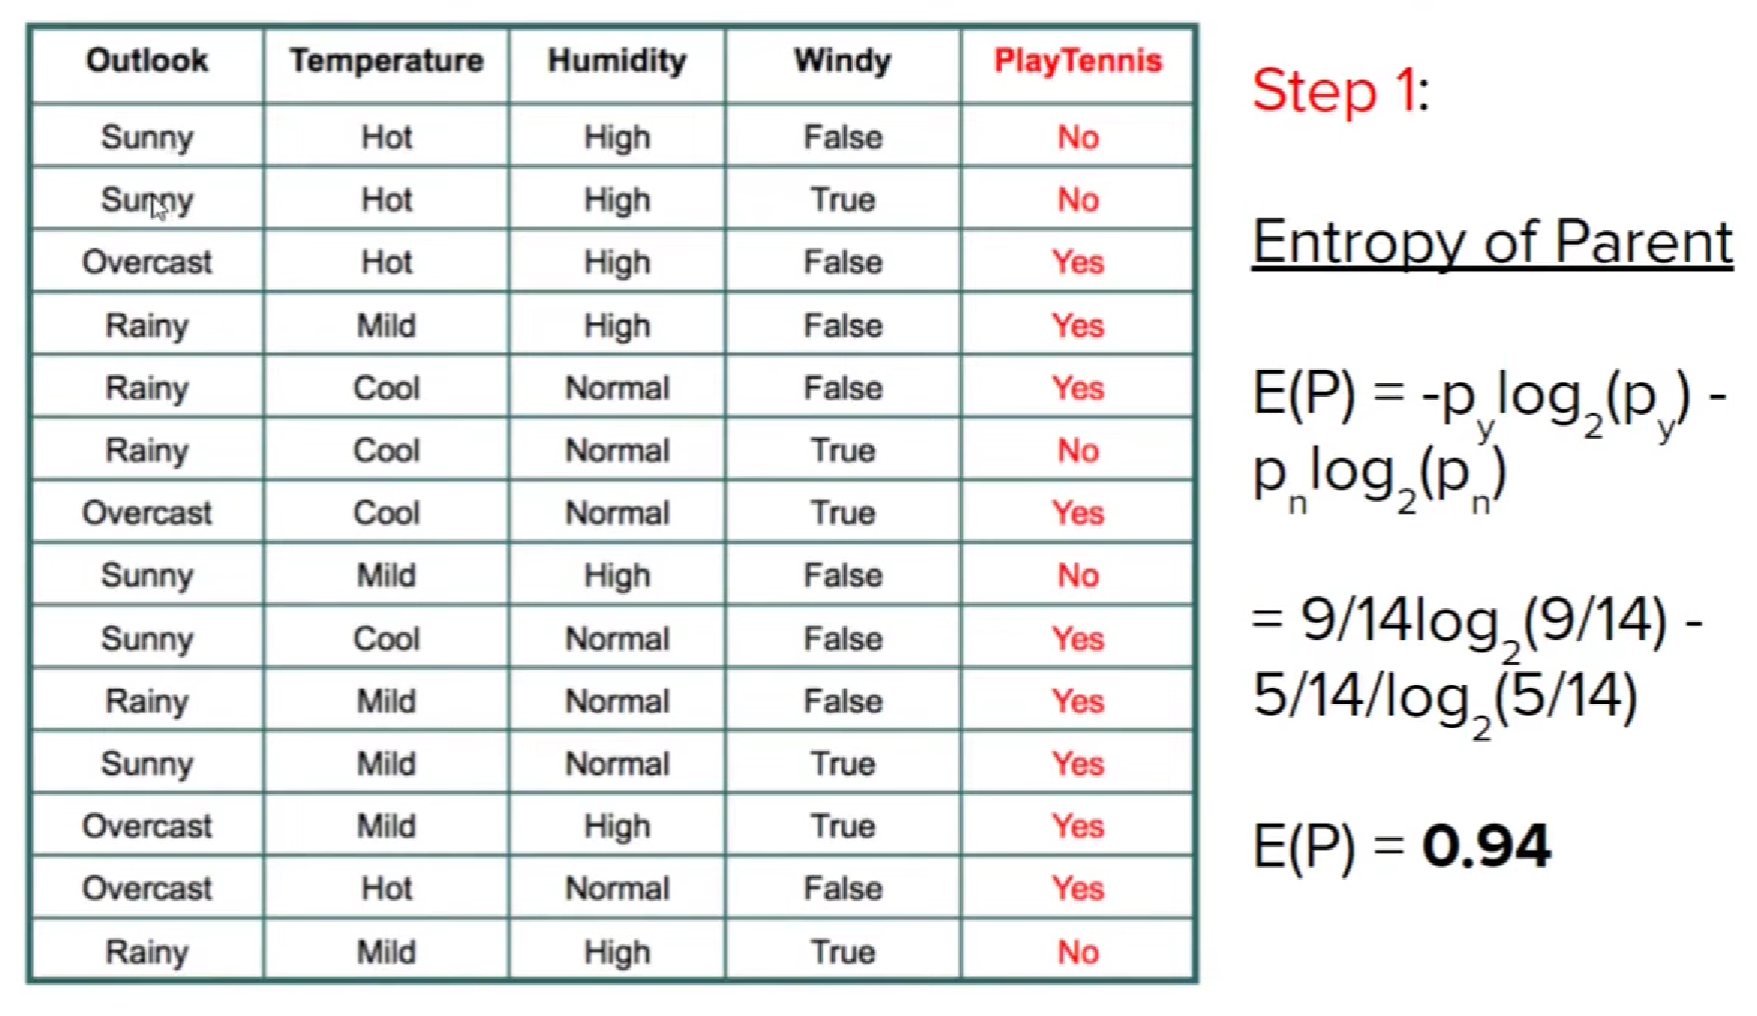 Outlook Temperature Humidity Windy PlayTennis
Sunny Hot High False No
Sunny Hot High True No
Overcast Hot High False Yes
Rainy Mild High False Yes
Rainy Cool Normal False Yes
Rainy Cool Normal True No
Overcast Cool Normal True Yes
Sunny Mild High False No
Sunny Cool Normal False Yes
Rainy Mild Normal False Yes
Sunny Mild Normal True Yes
Overcast Mild High True Yes
Overcast Hot Normal False Yes
Rainy Mild High True No
Step 1:
Entropy of Parent
E(P) = -pylog2(py) -
pnlog2(pn)
= 9/14log2(9/14) -
5/14/log2(5/14)
E(P) = 0.94